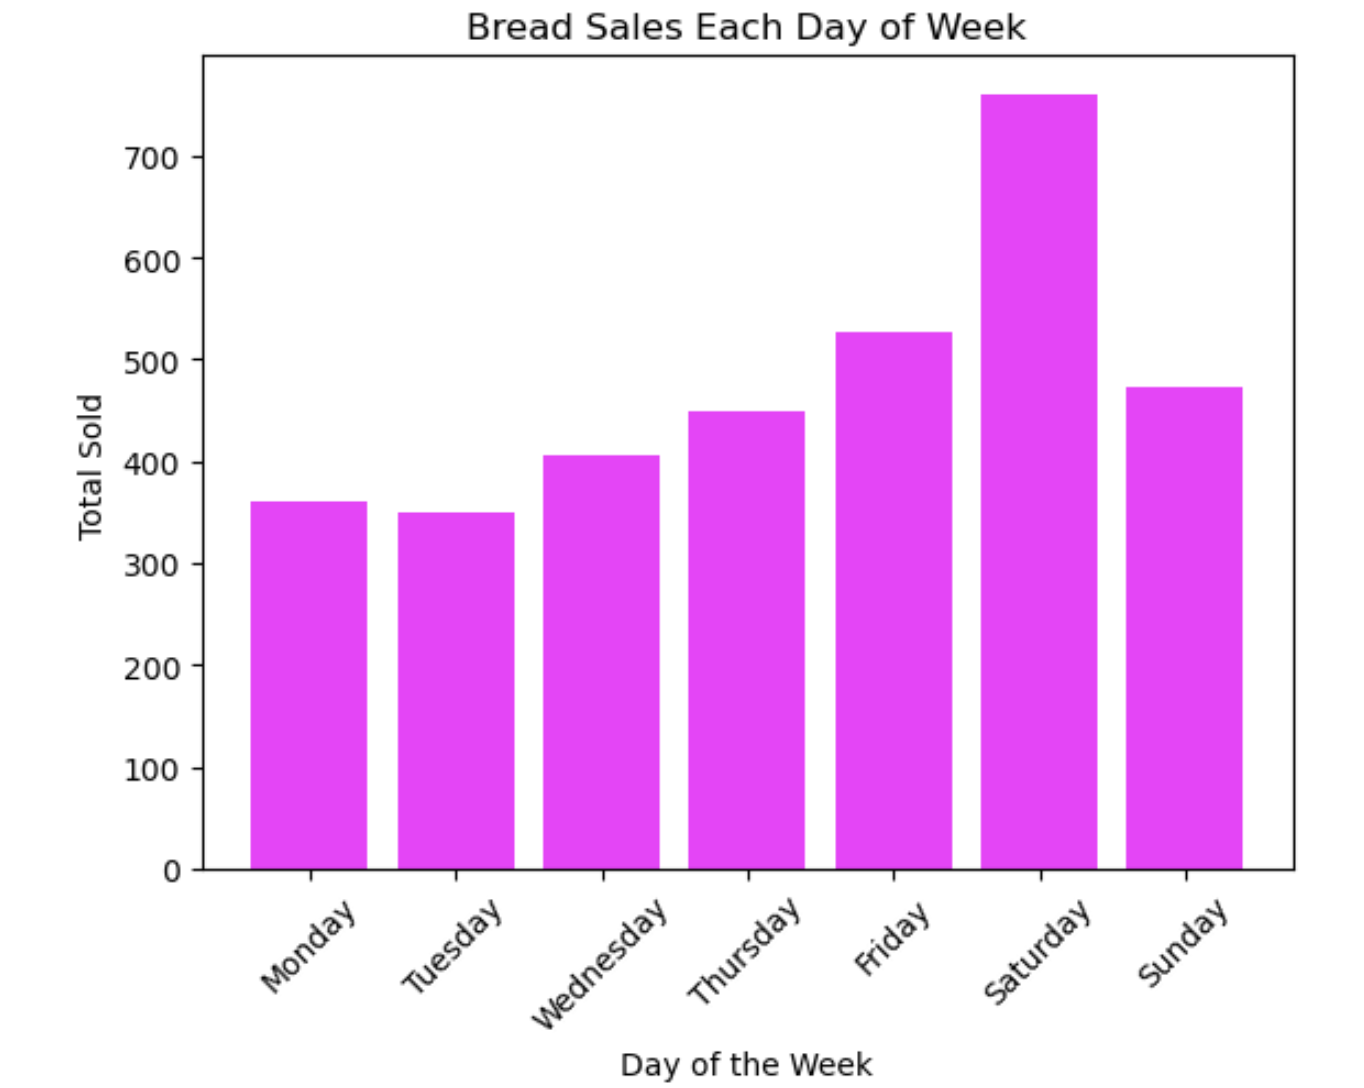 Bread Sales Each Day of Week
Total Sold
700
600
500
400
300
200
100
0
Monday
Tuesday
Wednesday
Thursday
Friday
Saturday
Sunday
Day of the Week